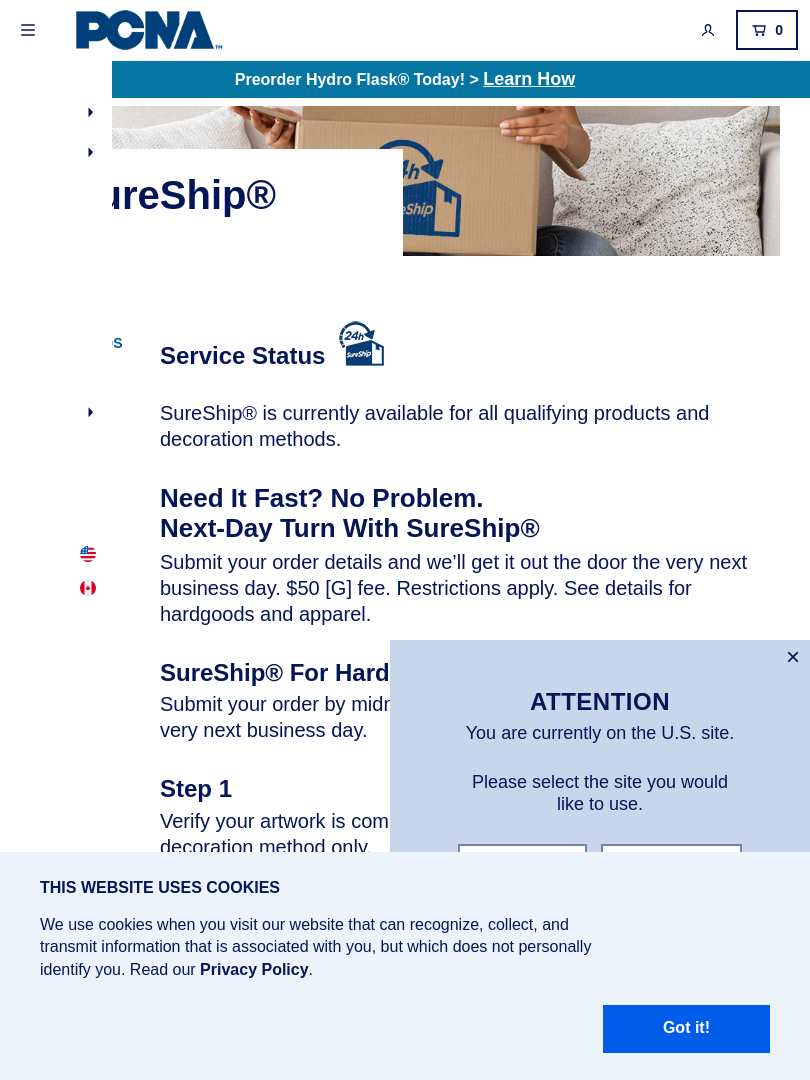 PCNA™
0
Preorder Hydro Flask® Today! > Learn How
24h
SureShip
ureShip®
Service Status
24h
SureShip
SureShip® is currently available for all qualifying products and
decoration methods.
Need It Fast? No Problem.
Next-Day Turn With SureShip®
Submit your order details and we’ll get it out the door the very next
business day. $50 [G] fee. Restrictions apply. See details for
hardgoods and apparel.
SureShip® For Hard
Submit your order by midn
very next business day.
Step 1
Verify your artwork is com
decoration method only.
ATTENTION
You are currently on the U.S. site.
Please select the site you would
like to use.
THIS WEBSITE USES COOKIES
We use cookies when you visit our website that can recognize, collect, and
transmit information that is associated with you, but which does not personally
identify you. Read our Privacy Policy.
Got it!